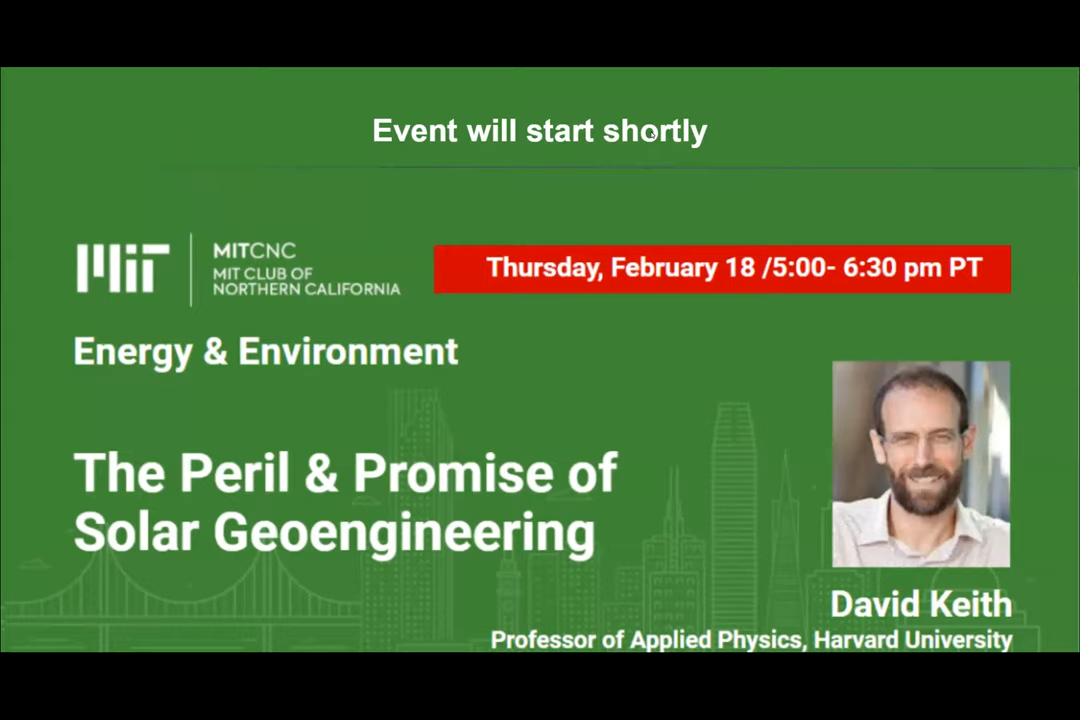 Event will start shortly
MIT
MITCNC
MIT CLUB OF
NORTHERN CALIFORNIA
Thursday, February 18 /5:00- 6:30 pm PT
Energy & Environment
The Peril & Promise of
Solar Geoengineering
David Keith
Professor of Applied Physics, Harvard University